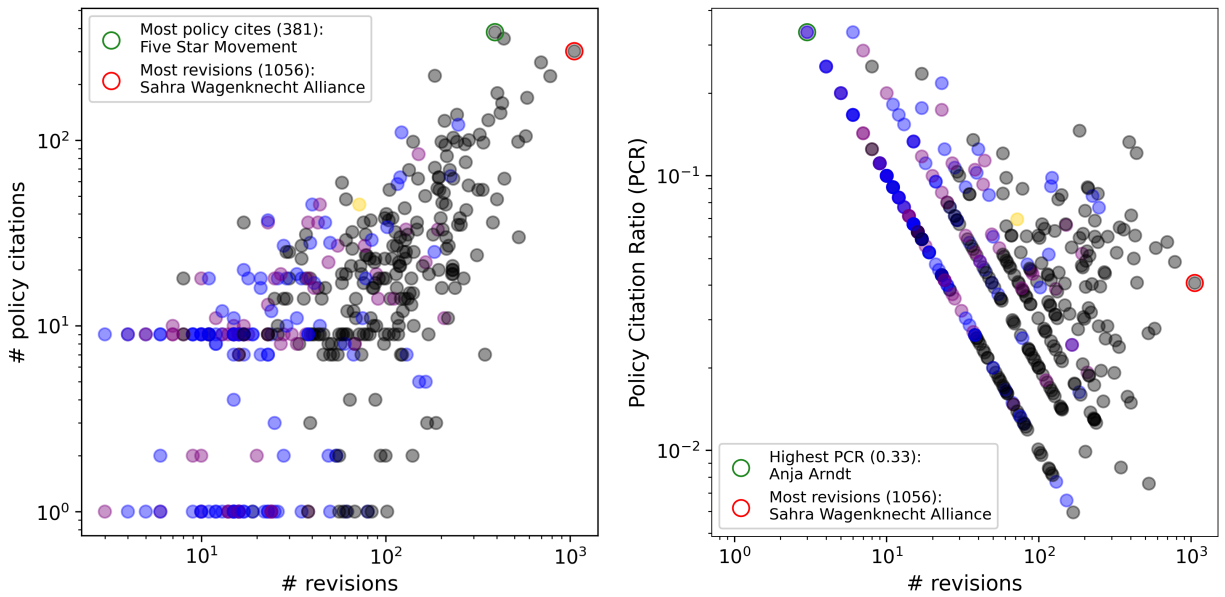 Most policy cites (381):
Five Star Movement
Most revisions (1056):
Sahra Wagenknecht Alliance
# policy citations
10²
10¹
10⁰
10¹
10²
10³
# revisions
Policy Citation Ratio (PCR)
10⁻¹
10⁻²
Highest PCR (0.33):
Anja Arndt
Most revisions (1056):
Sahra Wagenknecht Alliance
10⁰
10¹
10²
10³
# revisions